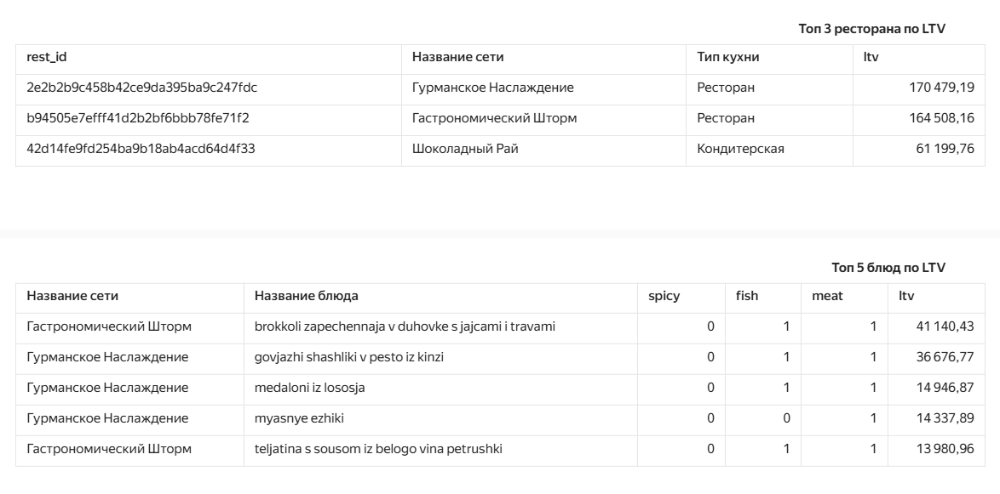 Топ 3 ресторана по LTV
rest_id Название сети Тип кухни ltv
2e2b2b9c458b42ce9da395ba9c247fdc Гурманское Наслаждение Ресторан 170 479,19
b94505e7efff41d2b2bf6bbb78fe71f2 Гастрономический Шторм Ресторан 164 508,16
42d14fe9fd254ba9b18ab4acd64d4f33 Шоколадный Рай Кондитерская 61 199,76
Топ 5 блюд по LTV
Название сети Название блюда spicy fish meat ltv
Гастрономический Шторм brokkoli zapechennaja v duhovke s jajcami i travami 0 1 1 41 140,43
Гурманское Наслаждение govjazhi shashliki v pesto iz kinzi 0 1 1 36 676,77
Гурманское Наслаждение medaloni iz lososja 0 1 1 14 946,87
Гурманское Наслаждение myasnye ezhiki 0 0 1 14 337,89
Гастрономический Шторм teljatina s sousom iz belogo vina petrushki 0 1 1 13 980,96